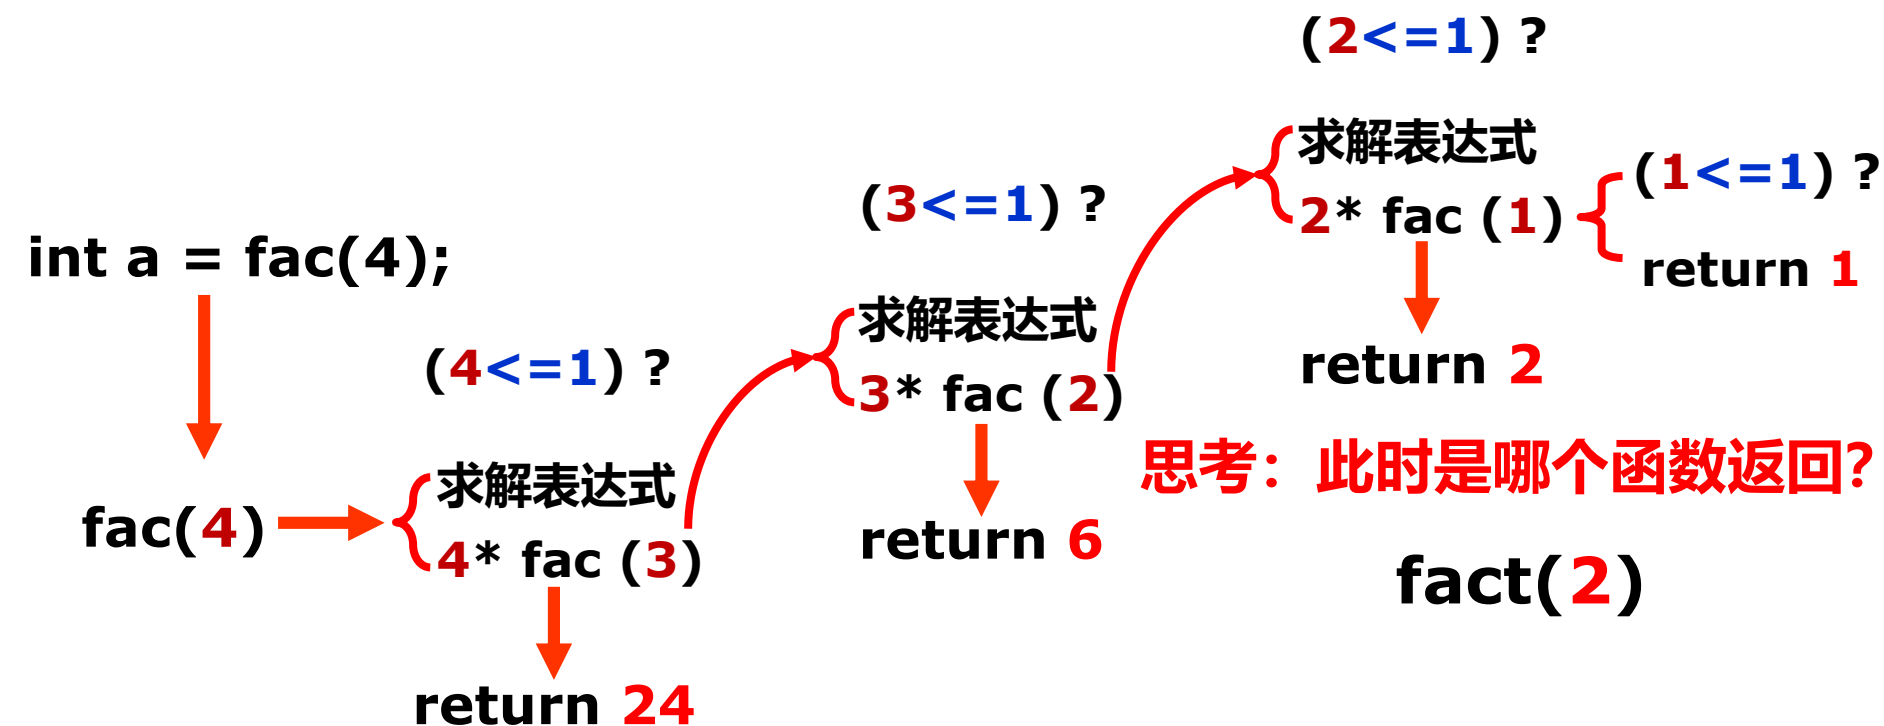 int a = fac(4);
fac(4)
(4<=1) ?
求解表达式
4* fac (3)
return 24
(3<=1) ?
求解表达式
3* fac (2)
return 6
(2<=1) ?
求解表达式
2* fac (1)
return 2
(1<=1) ?
return 1
思考：此时是哪个函数返回?
fact(2)